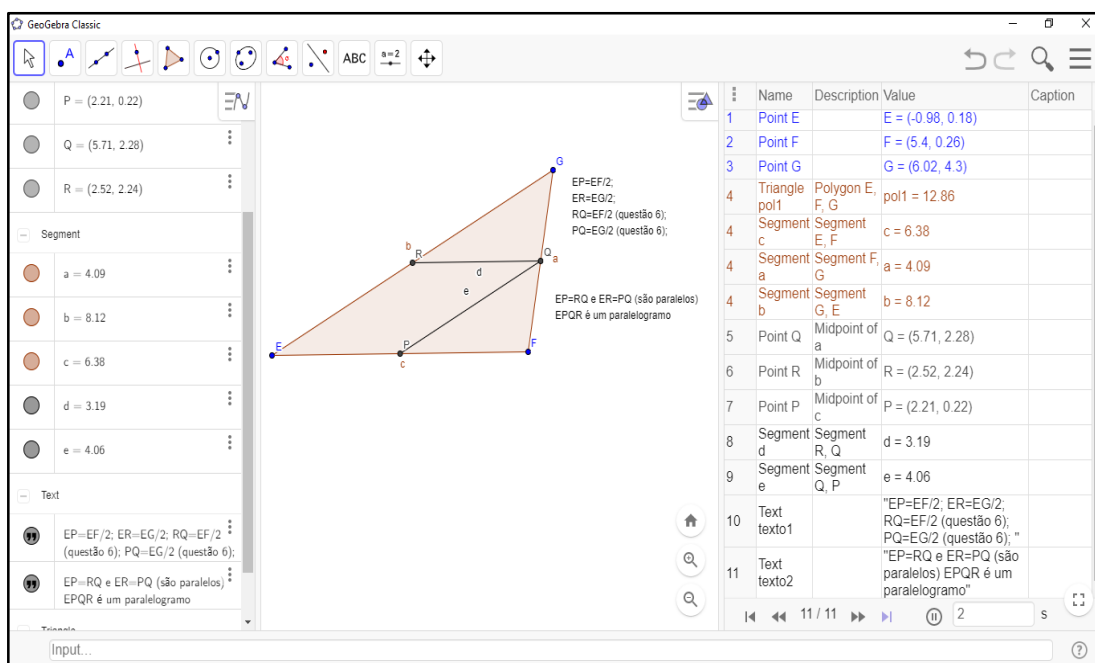 GeoGebra Classic
A
ABC
a=2
P = (2.21, 0.22)
Q = (5.71, 2.28)
R = (2.52, 2.24)
Segment
a = 4.09
b = 8.12
c = 6.38
d = 3.19
e = 4.06
Text
EP=EF/2; ER=EG/2; RQ=EF/2
(questão 6); PQ=EG/2 (questão 6);
EP=RQ e ER=PQ (são paralelos)
EPQR é um paralelogramo
Triangle
G
EP=EF/2;
ER=EG/2;
RQ=EF/2 (questão 6);
PQ=EG/2 (questão 6);
b
R
Q
a
d
e
EP=RQ e ER=PQ (são paralelos)
EPQR é um paralelogramo
E
P
F
c
Name Description Value Caption
1 Point E E = (-0.98, 0.18)
2 Point F F = (5.4, 0.26)
3 Point G G = (6.02, 4.3)
4 Triangle Polygon E, pol1 = 12.86
pol1 F, G
4 Segment Segment c = 6.38
c E, F
4 Segment Segment F, a = 4.09
a G
4 Segment Segment b = 8.12
b G, E
5 Point Q Midpoint of Q = (5.71, 2.28)
a
6 Point R Midpoint of R = (2.52, 2.24)
b
7 Point P Midpoint of P = (2.21, 0.22)
c
8 Segment Segment d = 3.19
d R, Q
9 Segment Segment e = 4.06
e Q, P
10 Text "EP=EF/2; ER=EG/2;
texto1 RQ=EF/2 (questão 6);
PQ=EG/2 (questão 6); "
11 Text "EP=RQ e ER=PQ (são
texto2 paralelos) EPQR é um
paralelogramo"
11 / 11 2 s
Input...